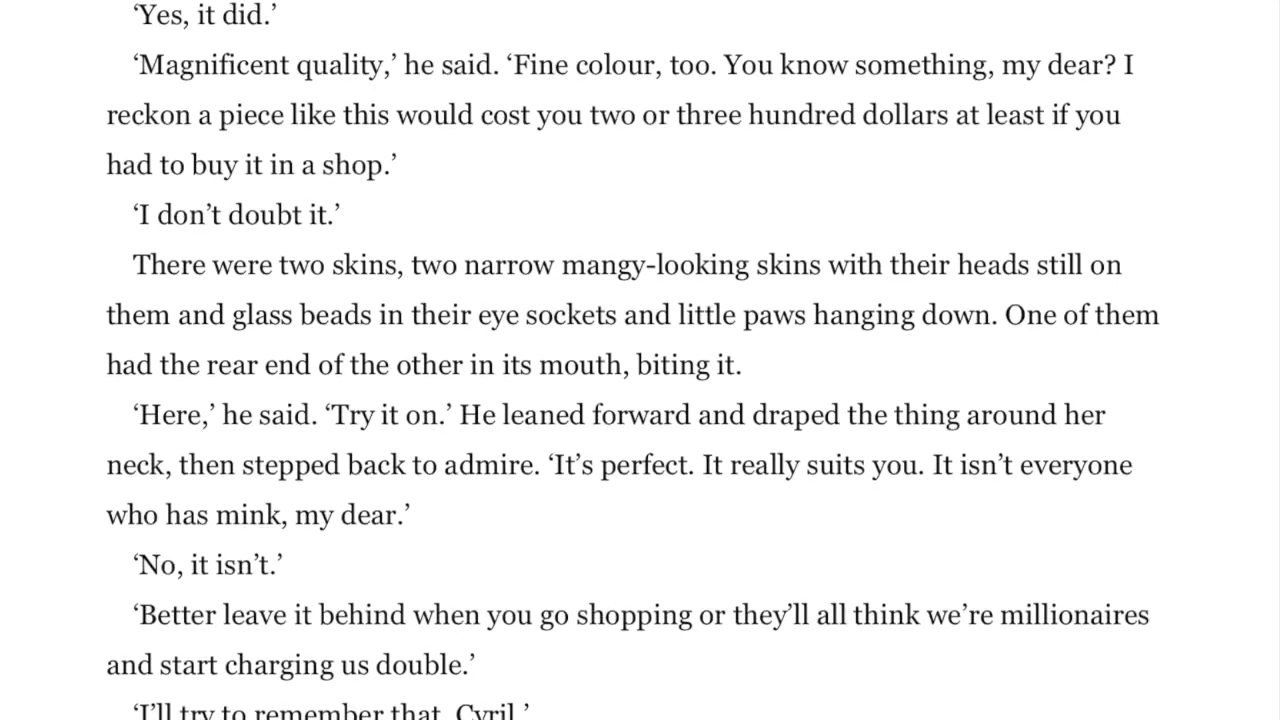 ‘Yes, it did.’
‘Magnificent quality,’ he said. ‘Fine colour, too. You know something, my dear? I
reckon a piece like this would cost you two or three hundred dollars at least if you
had to buy it in a shop.’
‘I don’t doubt it.’
There were two skins, two narrow mangy-looking skins with their heads still on
them and glass beads in their eye sockets and little paws hanging down. One of them
had the rear end of the other in its mouth, biting it.
‘Here,’ he said. ‘Try it on.’ He leaned forward and draped the thing around her
neck, then stepped back to admire. ‘It’s perfect. It really suits you. It isn’t everyone
who has mink, my dear.’
‘No, it isn’t.’
‘Better leave it behind when you go shopping or they’ll all think we’re millionaires
and start charging us double.’
‘I’ll try to remember that, Cyril.’